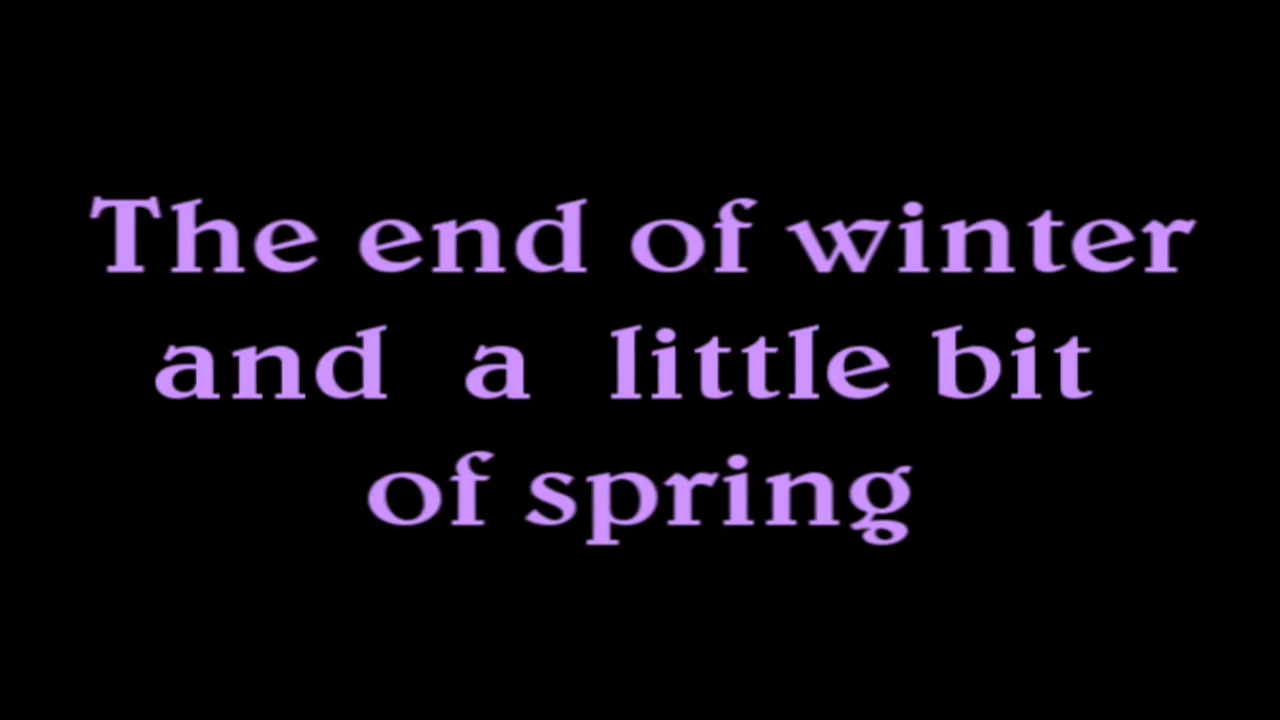 The end of winter
and a little bit
of spring